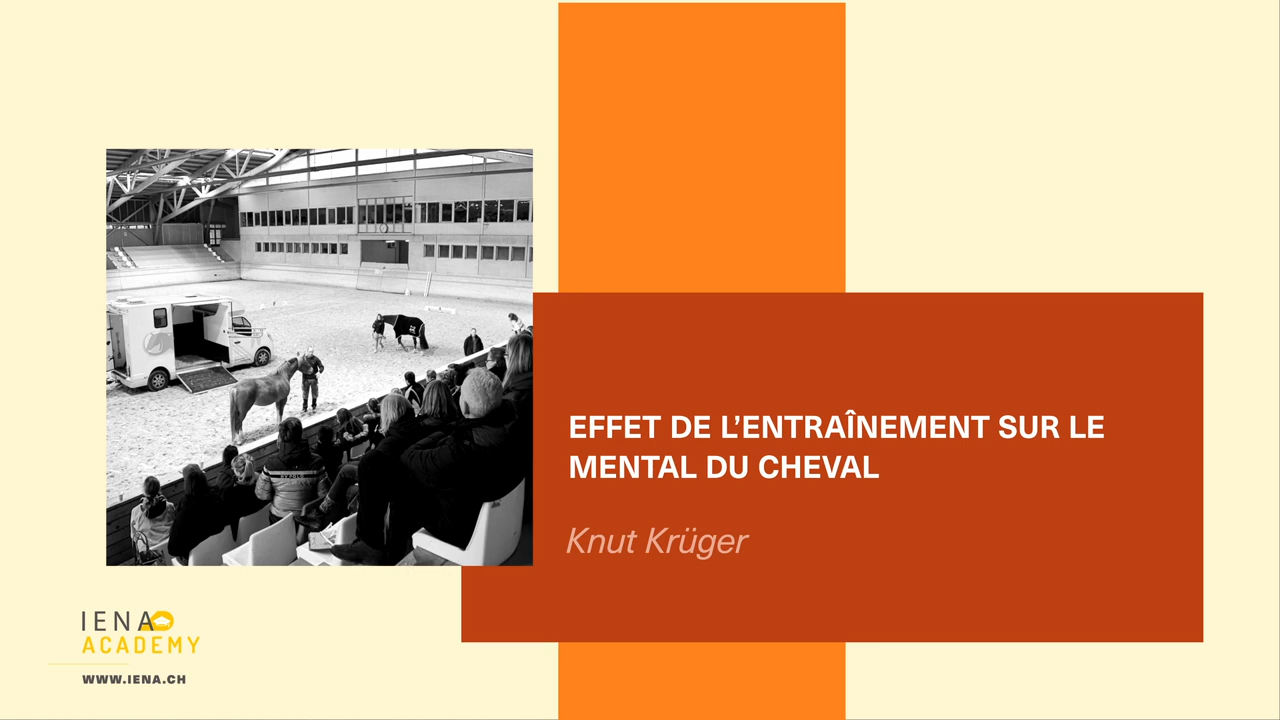 EFFET DE L’ENTRAÎNEMENT SUR LE
MENTAL DU CHEVAL
Knut Krüger
IENA
ACADEMY
WWW.IENA.CH